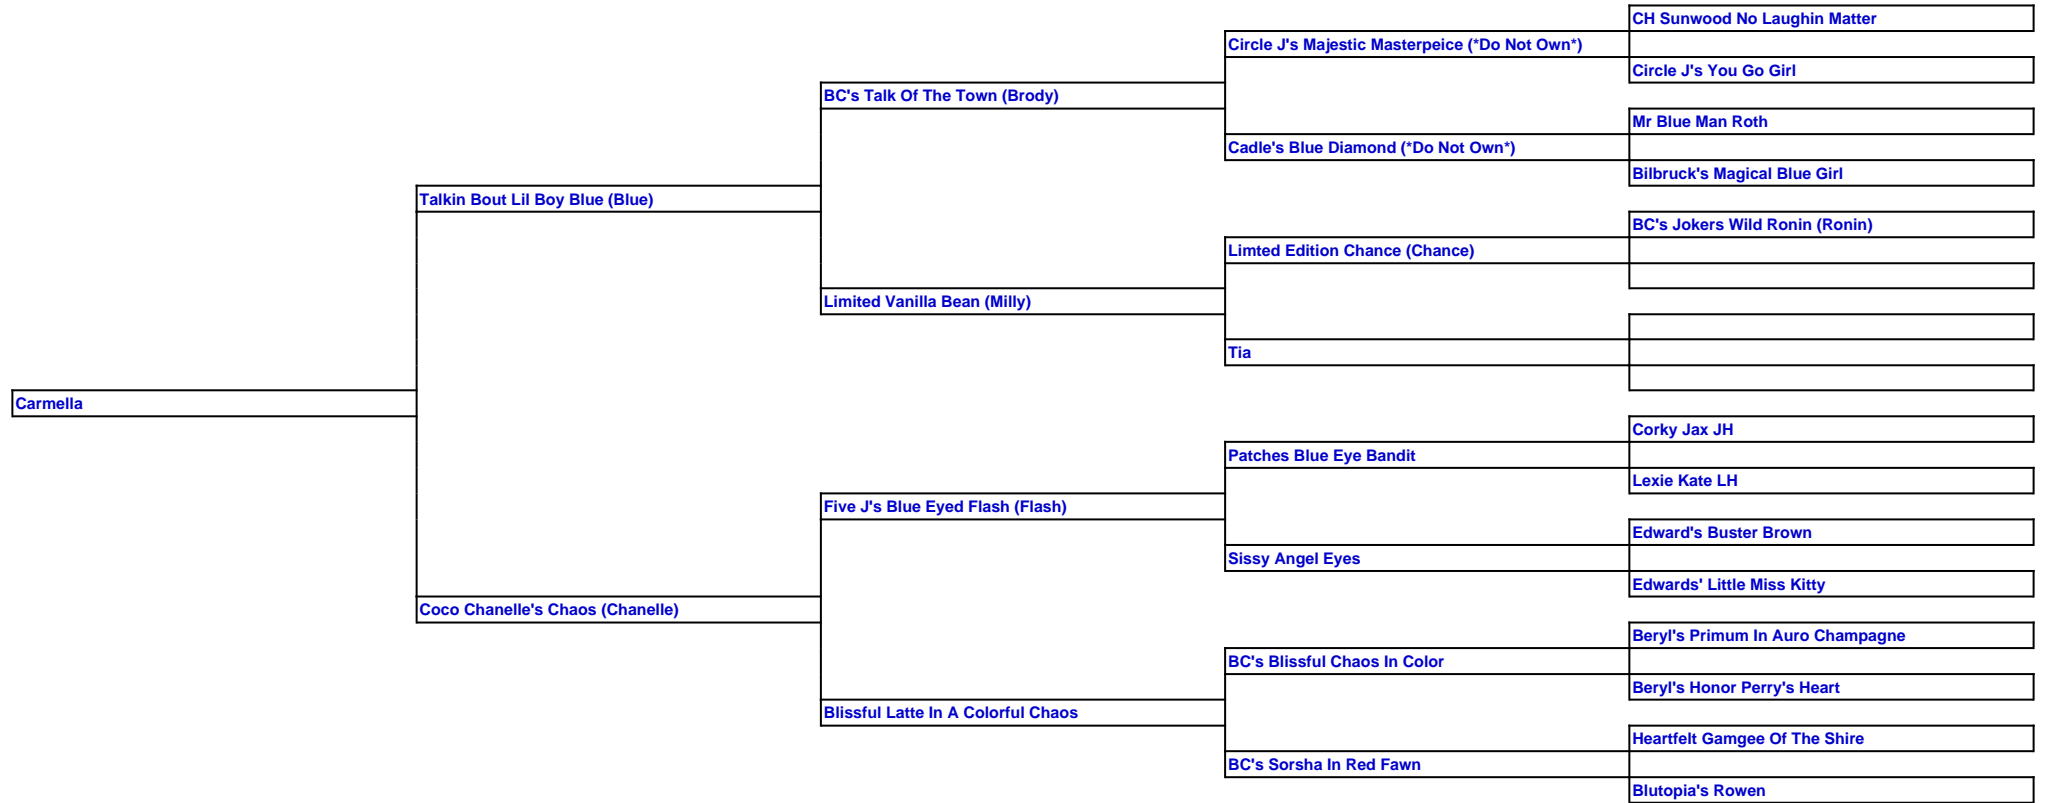 CH Sunwood No Laughin Matter
Circle J's Majestic Masterpeice (*Do Not Own*)
Circle J's You Go Girl
BC's Talk Of The Town (Brody)
Mr Blue Man Roth
Cadle's Blue Diamond (*Do Not Own*)
Bilbruck's Magical Blue Girl
Talkin Bout Lil Boy Blue (Blue)
BC's Jokers Wild Ronin (Ronin)
Limted Edition Chance (Chance)
Limited Vanilla Bean (Milly)
Tia
Carmella
Corky Jax JH
Patches Blue Eye Bandit
Lexie Kate LH
Five J's Blue Eyed Flash (Flash)
Edward's Buster Brown
Sissy Angel Eyes
Edwards' Little Miss Kitty
Coco Chanelle's Chaos (Chanelle)
Beryl's Primum In Auro Champagne
BC's Blissful Chaos In Color
Beryl's Honor Perry's Heart
Blissful Latte In A Colorful Chaos
Heartfelt Gamgee Of The Shire
BC's Sorsha In Red Fawn
Blutopia's Rowen